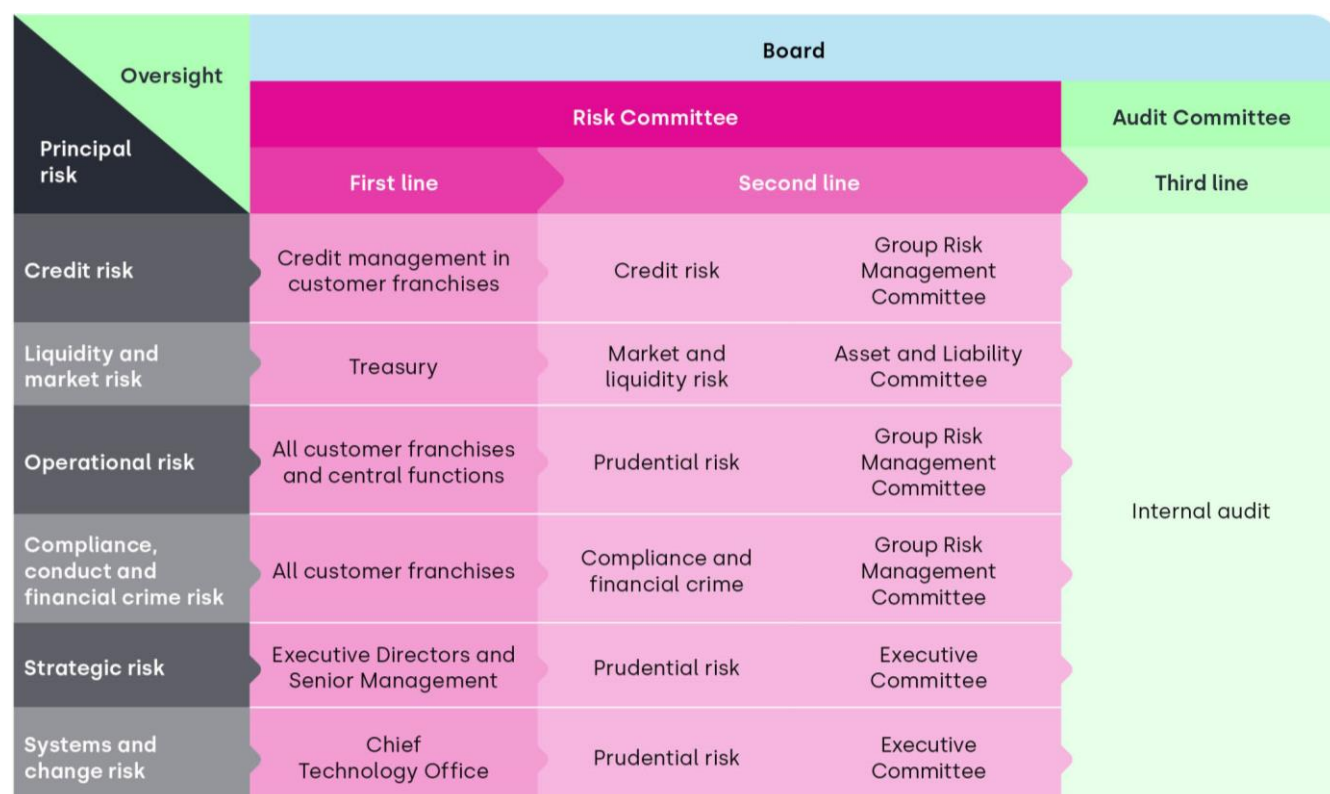 Oversight
Principal
risk
Board
Risk Committee
Audit Committee
First line
Second line
Third line
Credit risk
Credit management in
customer franchises
Credit risk
Group Risk
Management
Committee
Liquidity and
market risk
Treasury
Market and
liquidity risk
Asset and Liability
Committee
Operational risk
All customer franchises
and central functions
Prudential risk
Group Risk
Management
Committee
Internal audit
Compliance,
conduct and
financial crime risk
All customer franchises
Compliance and
financial crime
Group Risk
Management
Committee
Strategic risk
Executive Directors and
Senior Management
Prudential risk
Executive
Committee
Systems and
change risk
Chief
Technology Office
Prudential risk
Executive
Committee